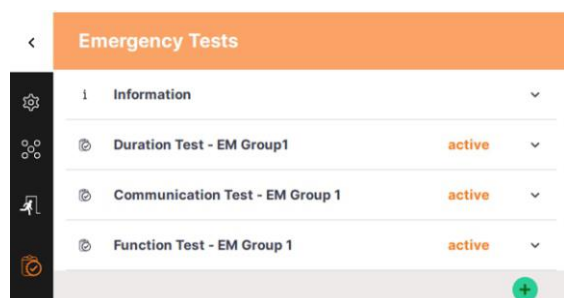 Emergency Tests
Information
Duration Test - EM Group1 active
Communication Test - EM Group 1 active
Function Test - EM Group 1 active